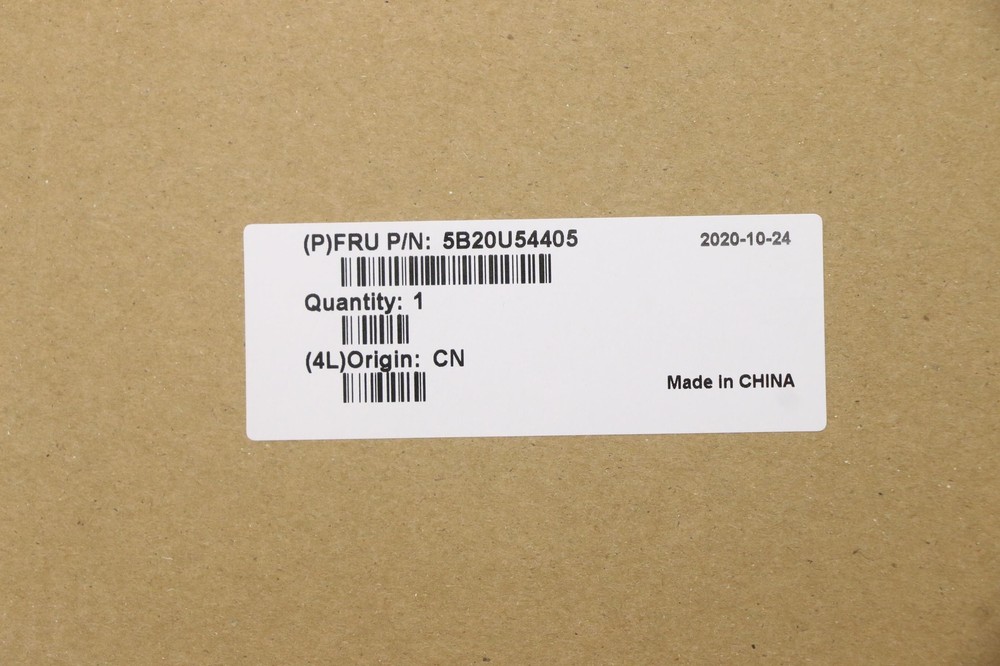 (P)FRU P/N: 5B20U54405
2020-10-24
Quantity: 1
(4L)Origin: CN
Made in CHINA